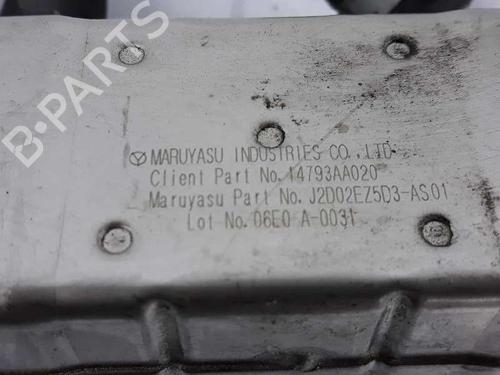 B-PARTS
MARUYASU INDUSTRIES CO.,LTD.
Client Part No. 14793AA020
Maruyasu Part No. J2D02EZ5D3-AS01
Lot No. 06E0 A-0031